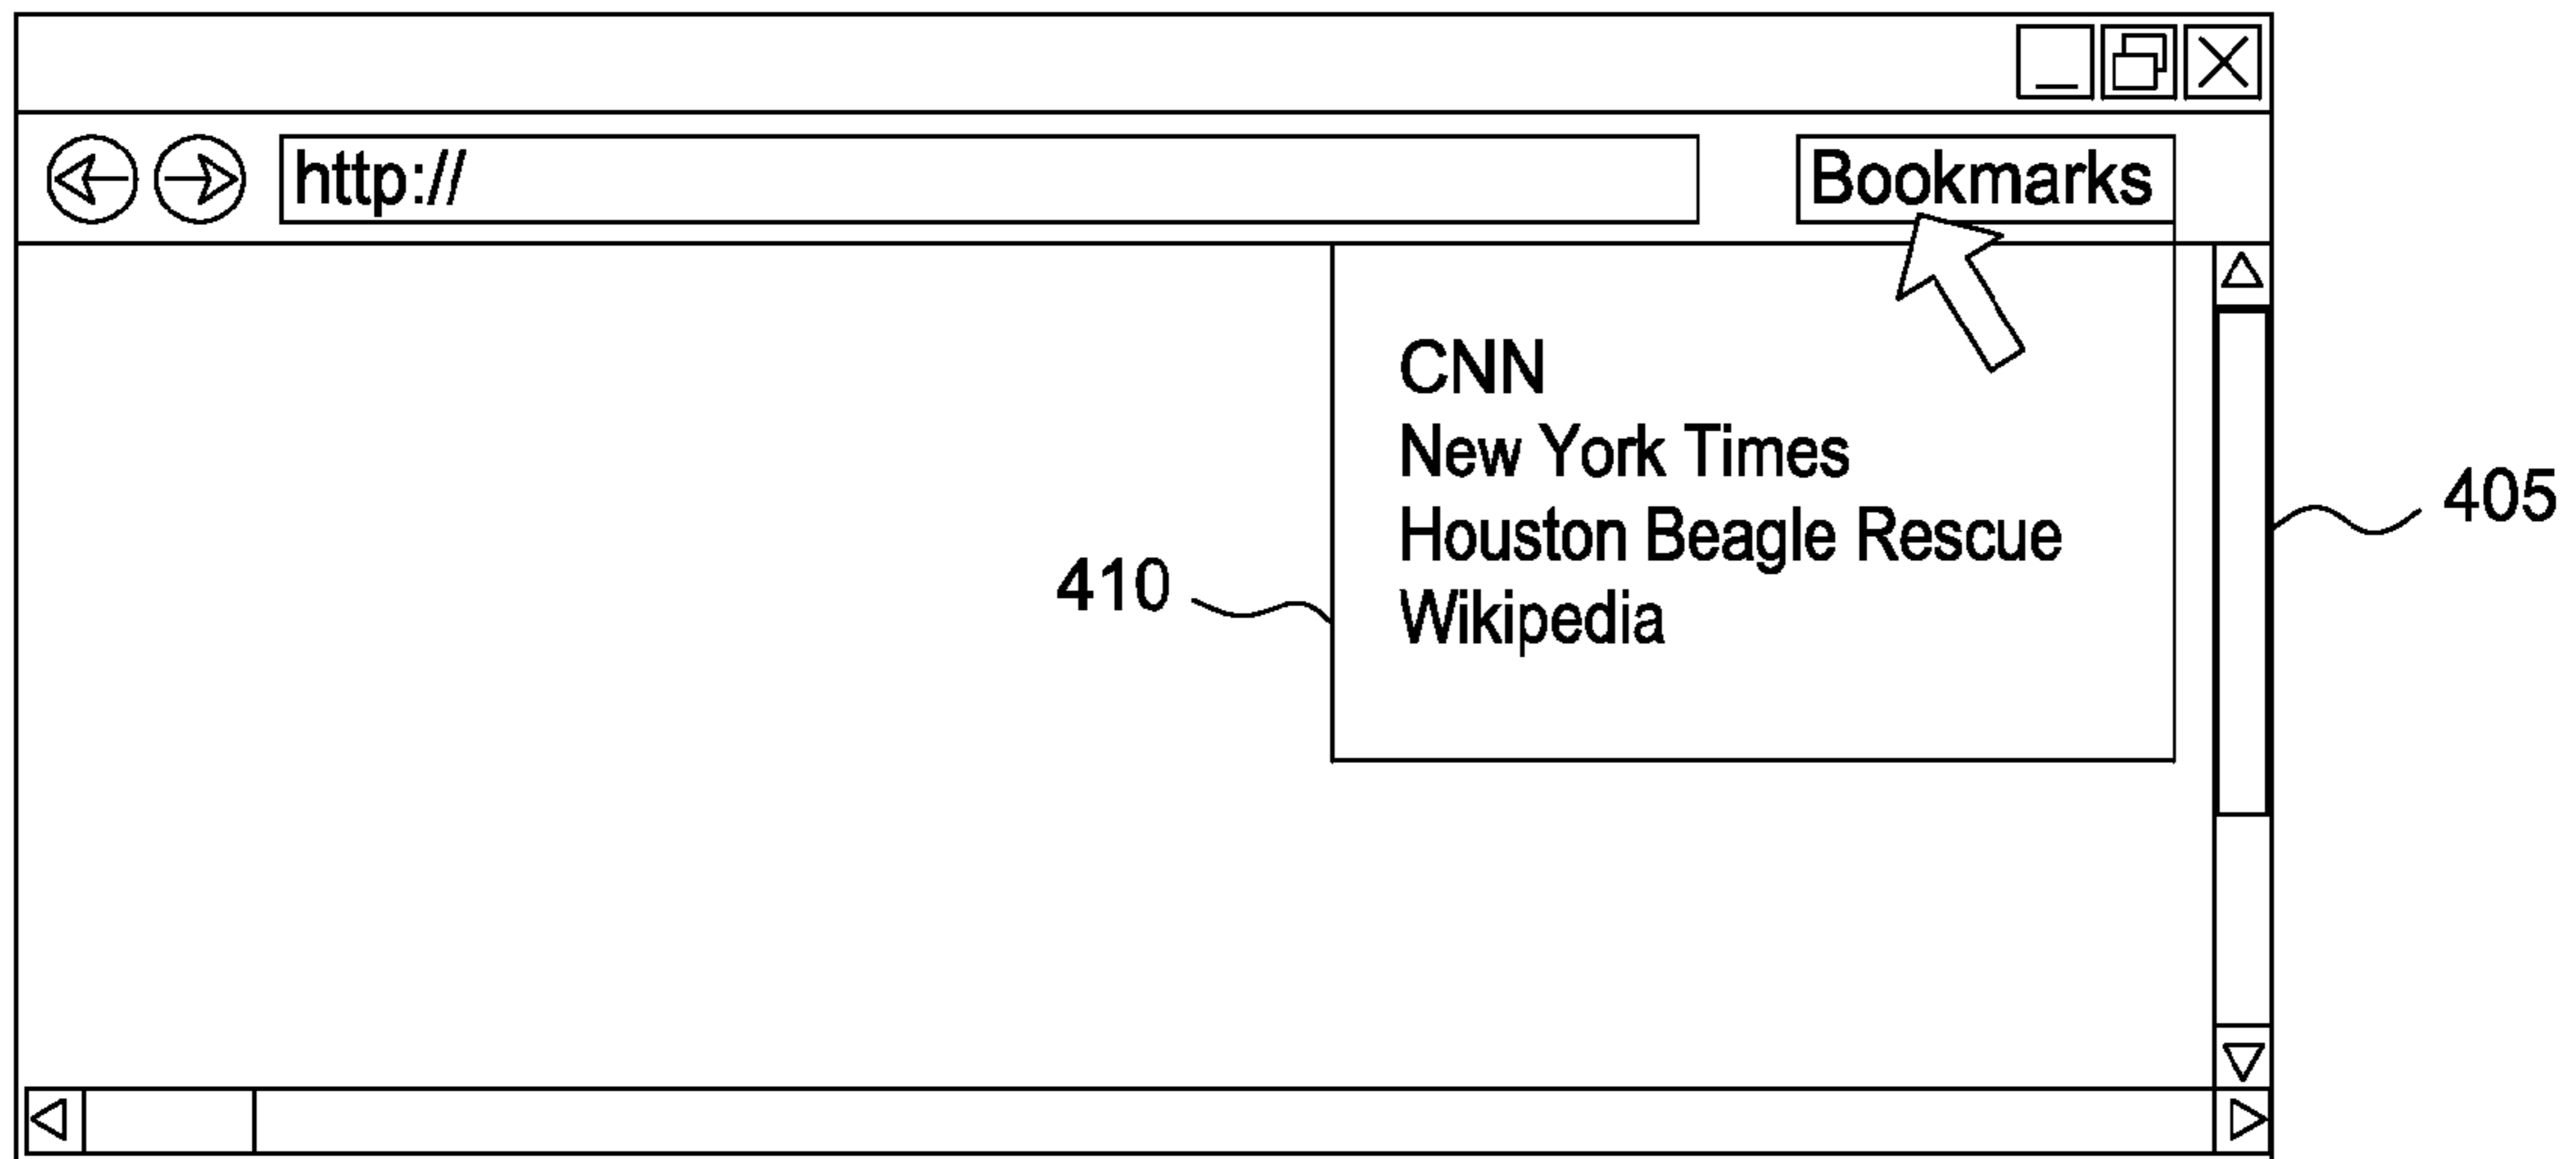 http://
Bookmarks
CNN
New York Times
Houston Beagle Rescue
Wikipedia
405
410